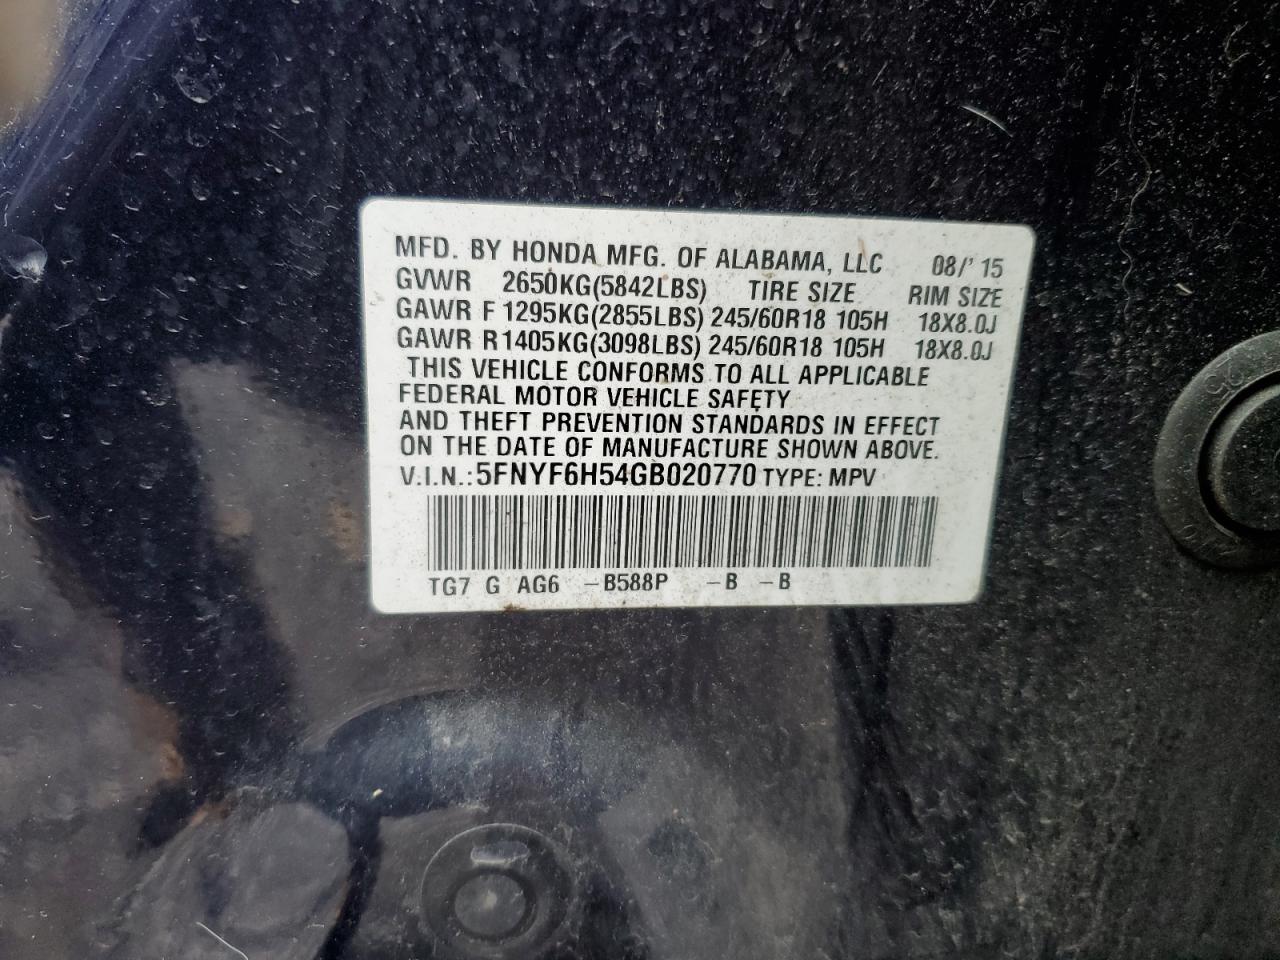 MFD. BY HONDA MFG. OF ALABAMA, LLC 08/'15
GVWR 2650KG(5842LBS) TIRE SIZE RIM SIZE
GAWR F 1295KG(2855LBS) 245/60R18 105H 18X8.0J
GAWR R 1405KG(3098LBS) 245/60R18 105H 18X8.0J
THIS VEHICLE CONFORMS TO ALL APPLICABLE
FEDERAL MOTOR VEHICLE SAFETY
AND THEFT PREVENTION STANDARDS IN EFFECT
ON THE DATE OF MANUFACTURE SHOWN ABOVE.
V.I.N.: 5FNYF6H54GB020770 TYPE: MPV
TG7 G AG6 -B588P -B -B